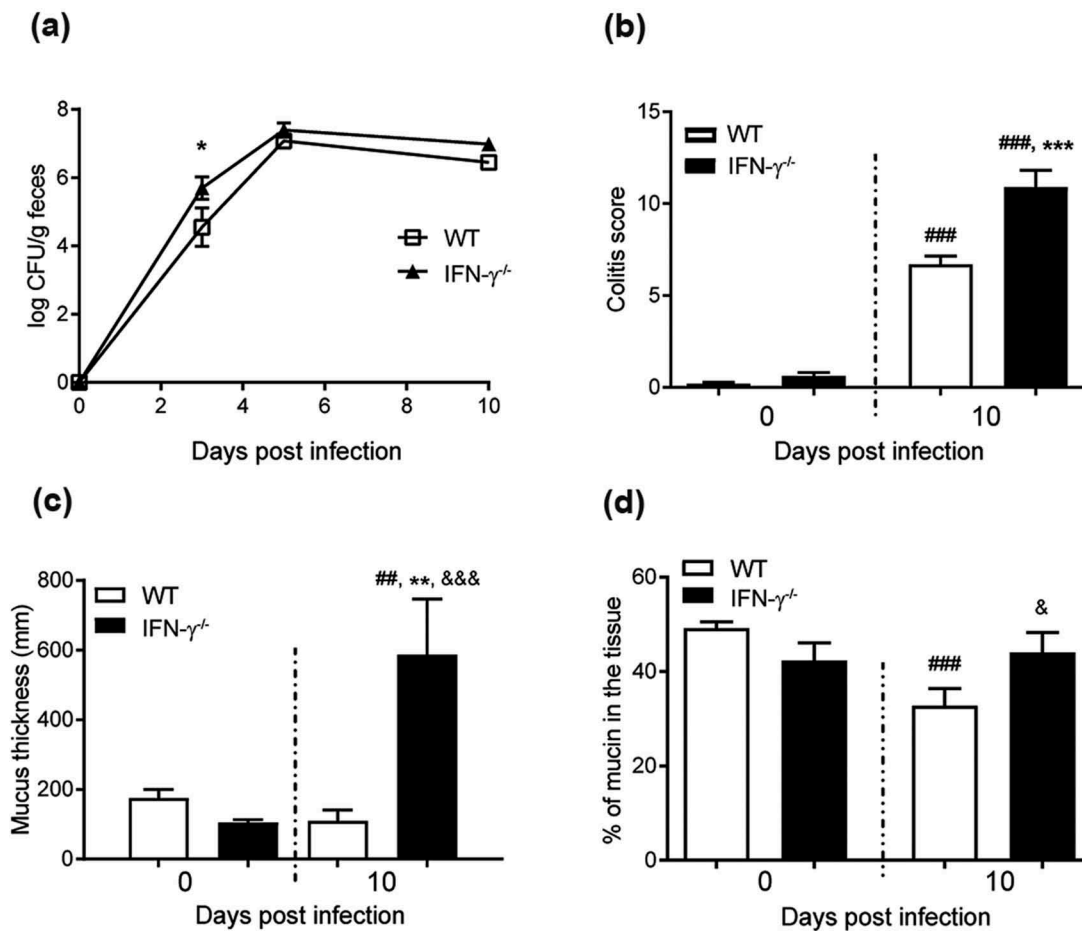 (a)
log CFU/g feces
8
6
4
2
0
*
WT
IFN-γ-/-
0 2 4 6 8 10
Days post infection
(b)
Colitis score
15
10
5
0
WT
IFN-γ-/-
###
###, ***
0 10
Days post infection
(c)
Mucus thickness (mm)
800
600
400
200
0
WT
IFN-γ-/-
##, **, &&&
0 10
Days post infection
(d)
% of mucin in the tissue
60
40
20
0
WT
IFN-γ-/-
###
&
0 10
Days post infection